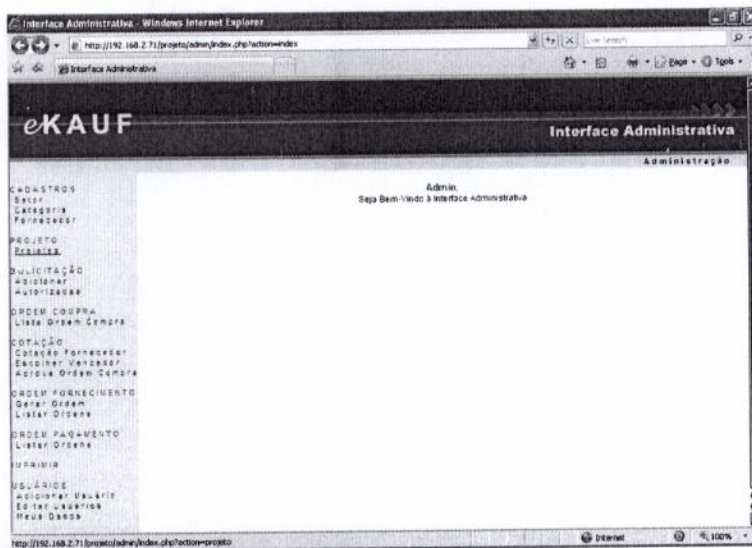 Interface Administrativa - Windows Internet Explorer
http://192.168.2.71/projeto/admin/index.php?action=index
Live Search
Interface Administrativa
Page
Tools
eKAUF
Interface Administrativa
Administração
Admin,
Seja Bem-Vindo à Interface Administrativa
CADASTROS
Setor
Categoria
Fornecedor
PROJETO
Projetos
Adicionar
Autorizadas
ORDEM COMPRA
Lista Ordem Compra
COTAÇÃO
Cotação Fornecedor
Escolher Vencedor
Aprova Ordem Compra
ORDEM FORNECIMENTO
Gerar Ordem
Listar Ordens
ORDEM PAGAMENTO
Listar Ordens
IMPRIMIR
USUÁRIOS
Adicionar Usuário
Editar Usuários
Meus Dados
http://192.168.2.71/projeto/admin/index.php?action=projeto
Internet
100%